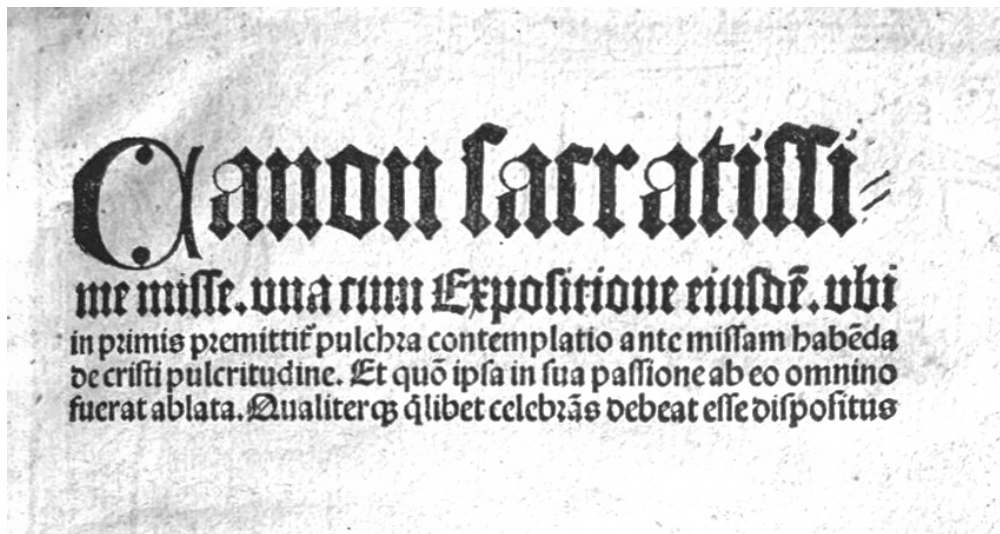 Canon sacratissi⸗
me misse. vna cum Expositione eiusdē. vbi
in primis premittit᷑ pulchra contemplatio ante missam habēda
de cristi pulcritudine. Et quō ipsa in sua passione ab eo omnino
fuerat ablata. Qualiterqꝫ q̄libet celebrās debeat esse dispositus